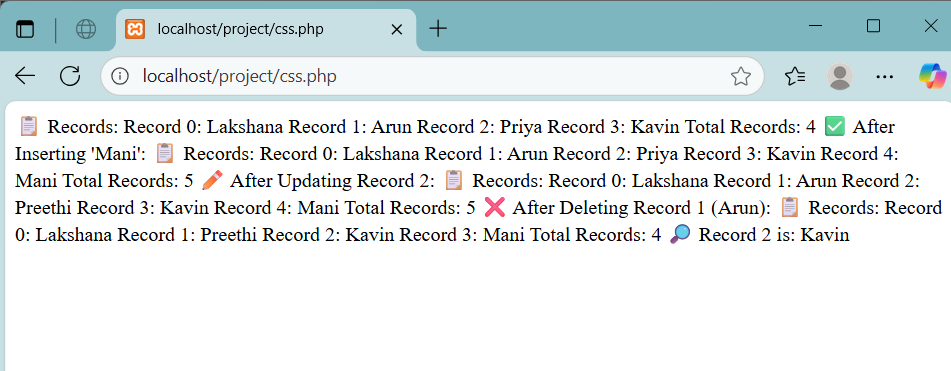 localhost/project/css.php
localhost/project/css.php
📋 Records: Record 0: Lakshana Record 1: Arun Record 2: Priya Record 3: Kavin Total Records: 4 ✅ After
Inserting 'Mani': 📋 Records: Record 0: Lakshana Record 1: Arun Record 2: Priya Record 3: Kavin Record 4:
Mani Total Records: 5 ✏️ After Updating Record 2: 📋 Records: Record 0: Lakshana Record 1: Arun Record 2:
Preethi Record 3: Kavin Record 4: Mani Total Records: 5 ❌ After Deleting Record 1 (Arun): 📋 Records: Record
0: Lakshana Record 1: Preethi Record 2: Kavin Record 3: Mani Total Records: 4 🔎 Record 2 is: Kavin